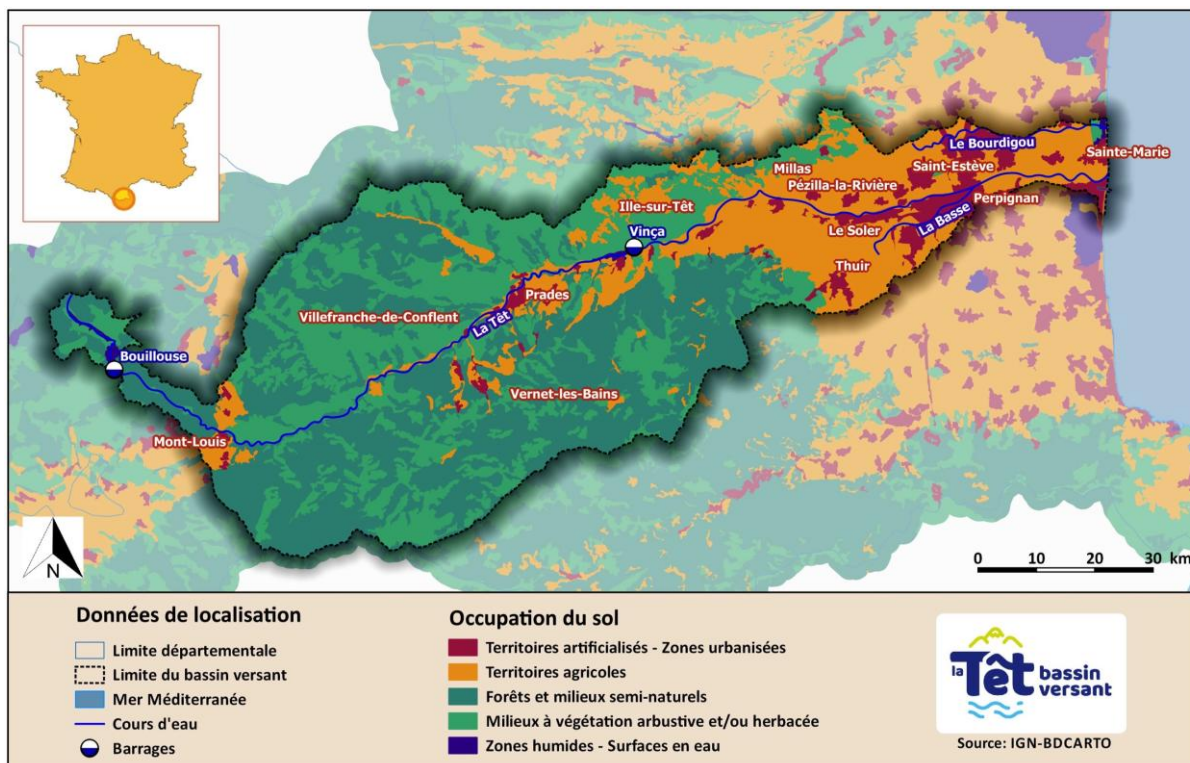 Le Bourdigou
Sainte-Marie
Saint-Estève
Millas
Pézilla-la-Rivière
Perpignan
Ille-sur-Têt
La Basse
Vinça
Le Soler
Thuir
Prades
Villefranche-de-Conflent
La Têt
Bouillouse
Vernet-les-Bains
Mont-Louis
N
0 10 20 30 km
Données de localisation
Limite départementale
Limite du bassin versant
Mer Méditerranée
Cours d'eau
Barrages
Occupation du sol
Territoires artificialisés - Zones urbanisées
Territoires agricoles
Forêts et milieux semi-naturels
Milieux à végétation arbustive et/ou herbacée
Zones humides - Surfaces en eau
la Têt bassin
versant
Source: IGN-BDCARTO